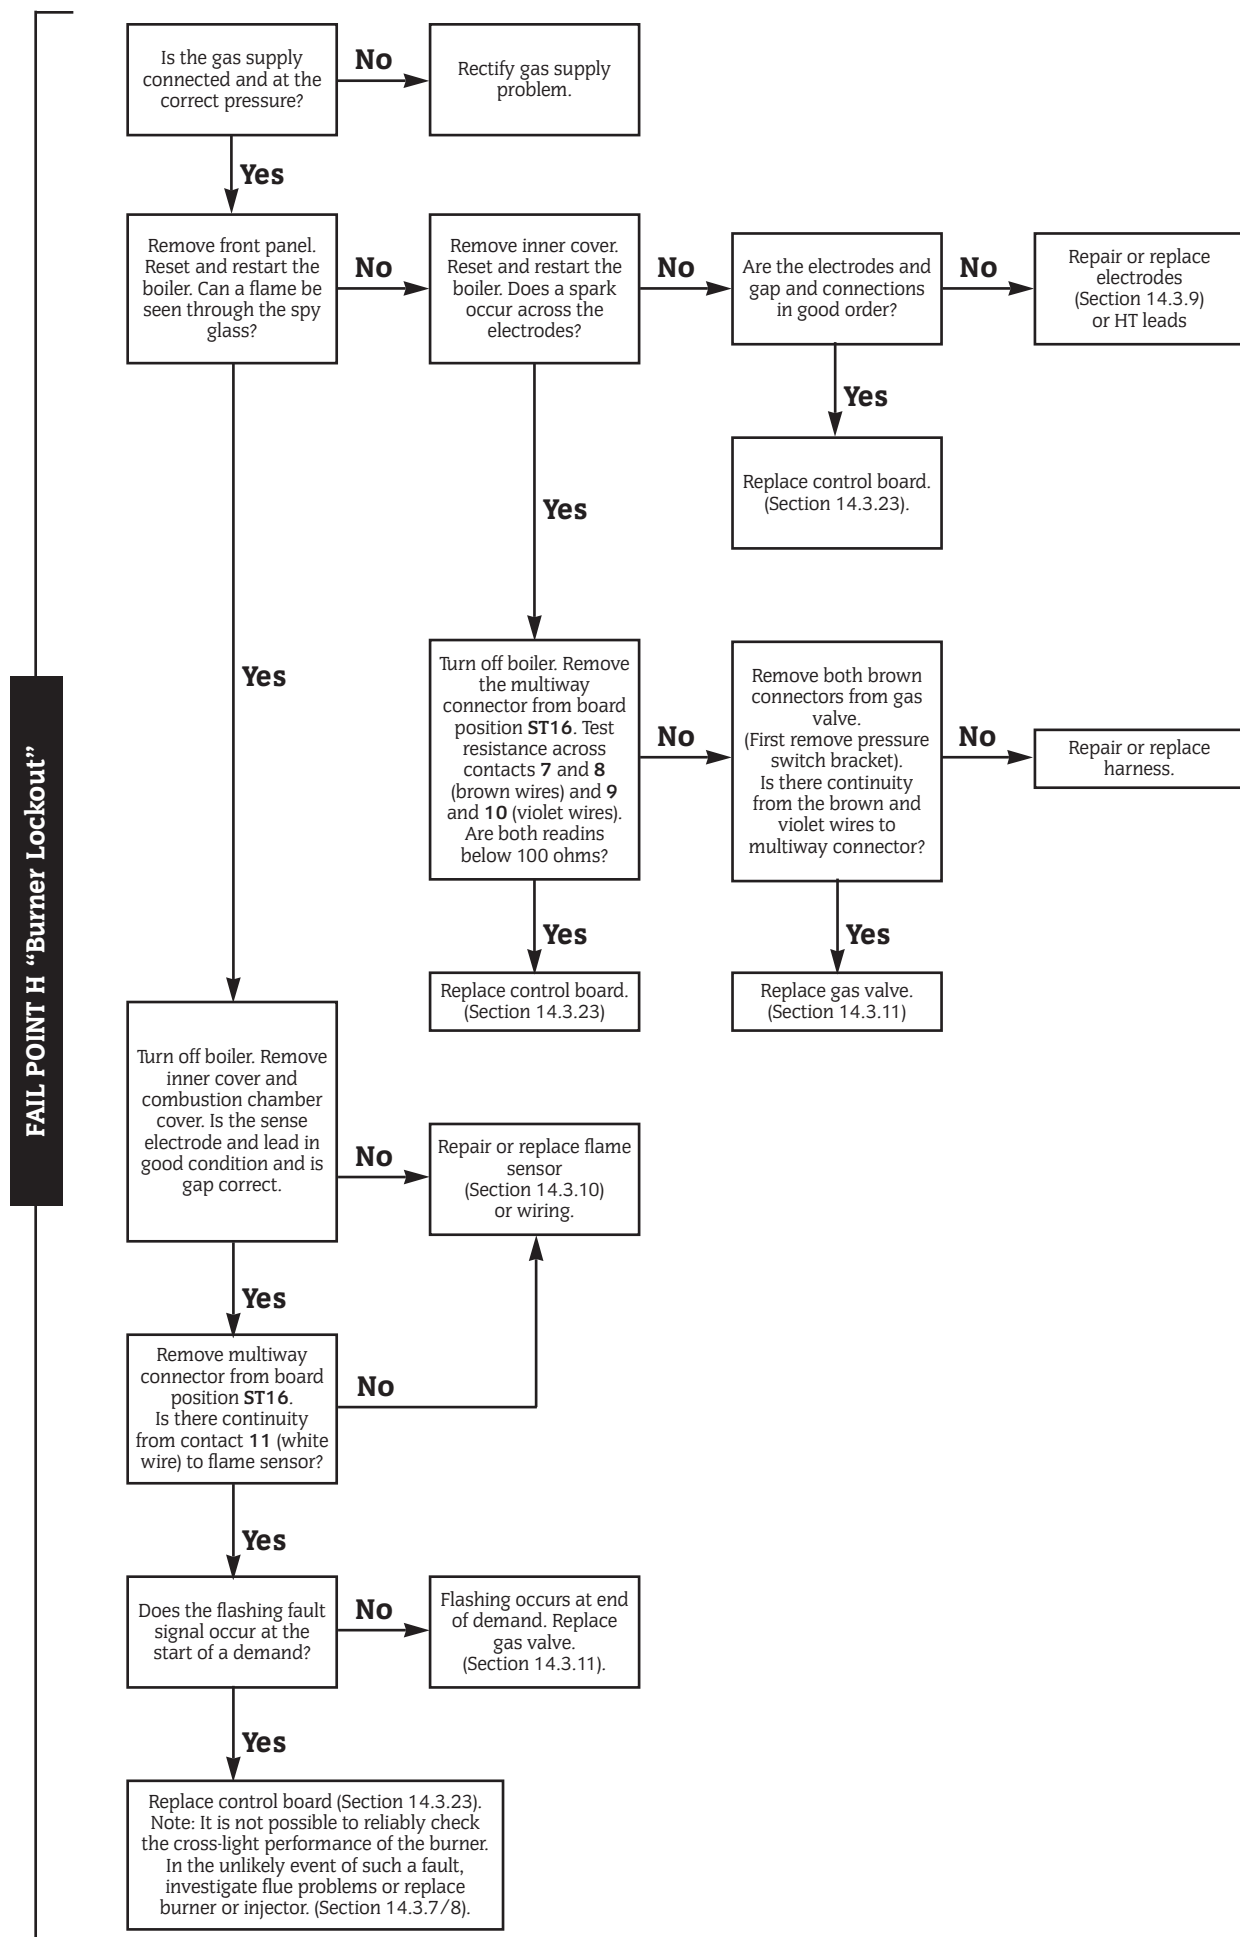 FAIL POINT H “Burner Lockout”
Is the gas supply
connected and at the
correct pressure?
No
Rectify gas supply
problem.
Yes
Remove front panel.
Reset and restart the
boiler. Can a flame be
seen through the spy
glass?
No
Remove inner cover.
Reset and restart the
boiler. Does a spark
occur across the
electrodes?
No
Are the electrodes and
gap and connections
in good order?
No
Repair or replace
electrodes
(Section 14.3.9)
or HT leads
Yes
Replace control board.
(Section 14.3.23).
Yes
Turn off boiler. Remove
the multiway
connector from board
position ST16. Test
resistance across
contacts 7 and 8
(brown wires) and 9
and 10 (violet wires).
Are both readins
below 100 ohms?
No
Remove both brown
connectors from gas
valve.
(First remove pressure
switch bracket).
Is there continuity
from the brown and
violet wires to
multiway connector?
No
Repair or replace
harness.
Yes
Replace control board.
(Section 14.3.23)
Yes
Replace gas valve.
(Section 14.3.11)
Yes
Turn off boiler. Remove
inner cover and
combustion chamber
cover. Is the sense
electrode and lead in
good condition and is
gap correct.
No
Repair or replace flame
sensor
(Section 14.3.10)
or wiring.
Yes
Remove multiway
connector from board
position ST16.
Is there continuity
from contact 11 (white
wire) to flame sensor?
No
Yes
Does the flashing fault
signal occur at the
start of a demand?
No
Flashing occurs at end
of demand. Replace
gas valve.
(Section 14.3.11).
Yes
Replace control board (Section 14.3.23).
Note: It is not possible to reliably check
the cross-light performance of the burner.
In the unlikely event of such a fault,
investigate flue problems or replace
burner or injector. (Section 14.3.7/8).